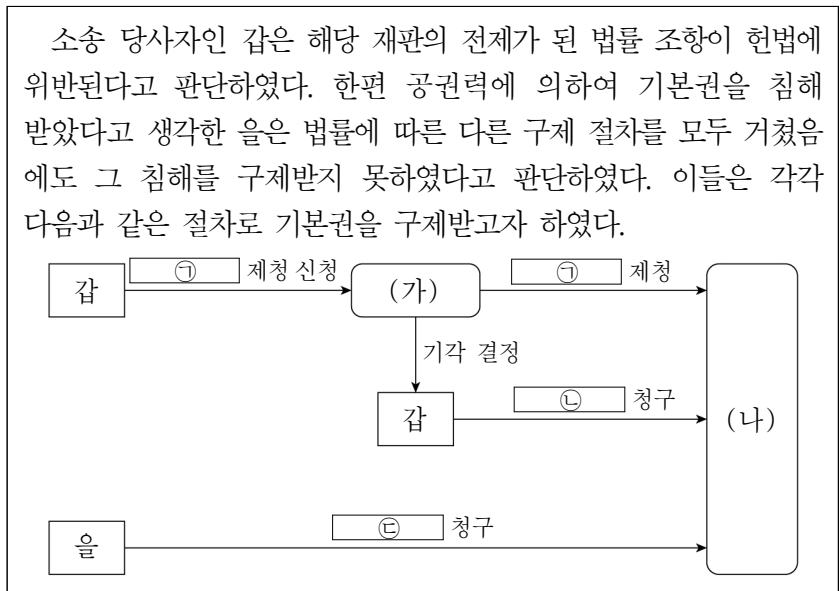 소송 당사자인 갑은 해당 재판의 전제가 된 법률 조항이 헌법에
위반된다고 판단하였다. 한편 공권력에 의하여 기본권을 침해
받았다고 생각한 을은 법률에 따른 다른 구제 절차를 모두 거쳤음
에도 그 침해를 구제받지 못하였다고 판단하였다. 이들은 각각
다음과 같은 절차로 기본권을 구제받고자 하였다.
갑 ㉠ 제청 신청 (가) ㉠ 제청
기각 결정
갑 ㉡ 청구 (나)
을 ㉢ 청구